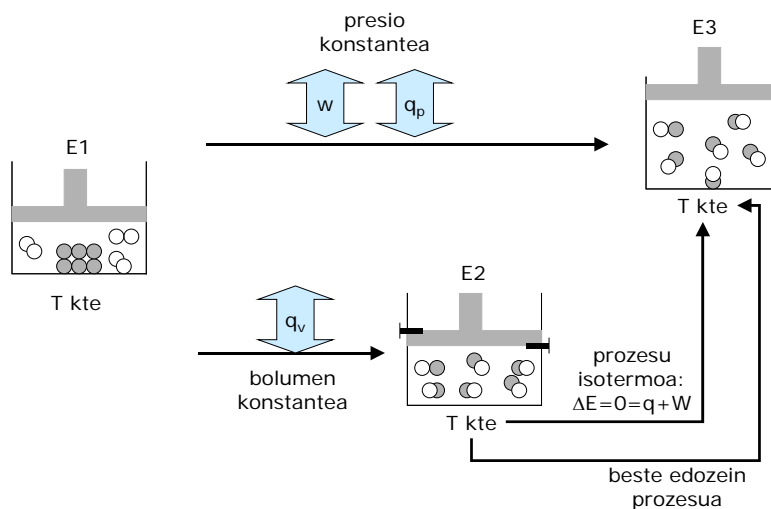 presio
konstantea
w
qp
E3
T kte
E1
T kte
qv
bolumen
konstantea
E2
T kte
prozesu
isotermoa:
ΔE=0=q+W
beste edozein
prozesua